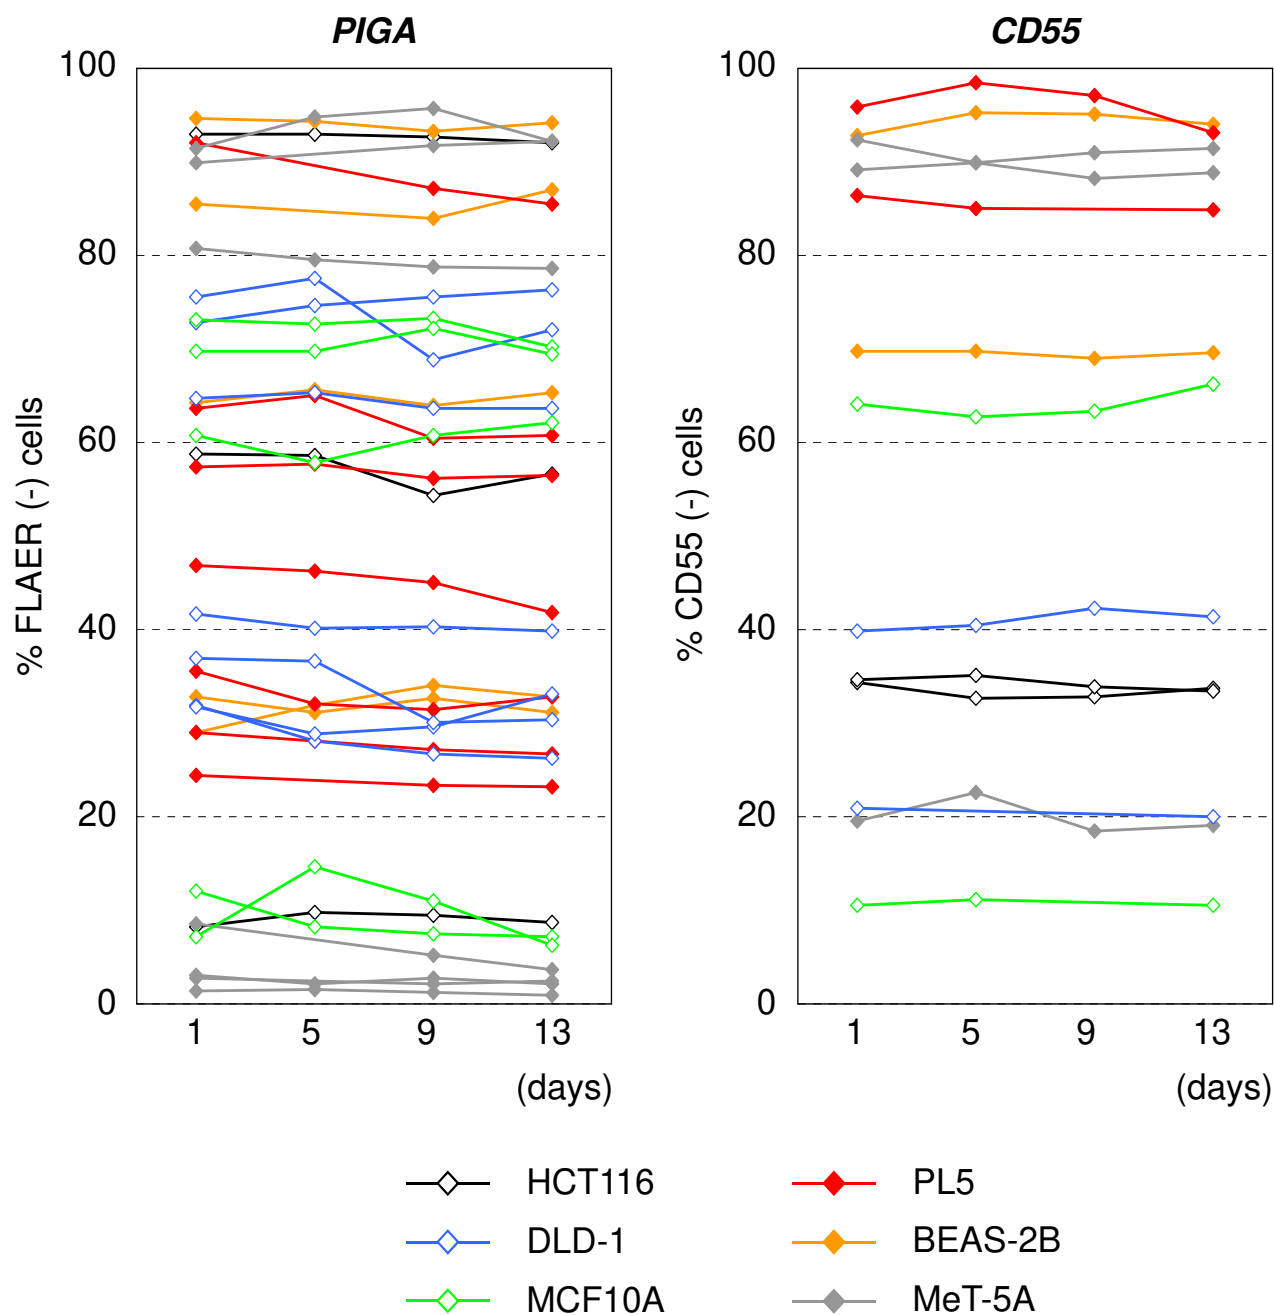 PIGA
CD55
100
80
60
40
20
0
% FLAER (-) cells
1 5 9 13
(days)
100
80
60
40
20
0
% CD55 (-) cells
1 5 9 13
(days)
HCT116
PL5
DLD-1
BEAS-2B
MCF10A
MeT-5A